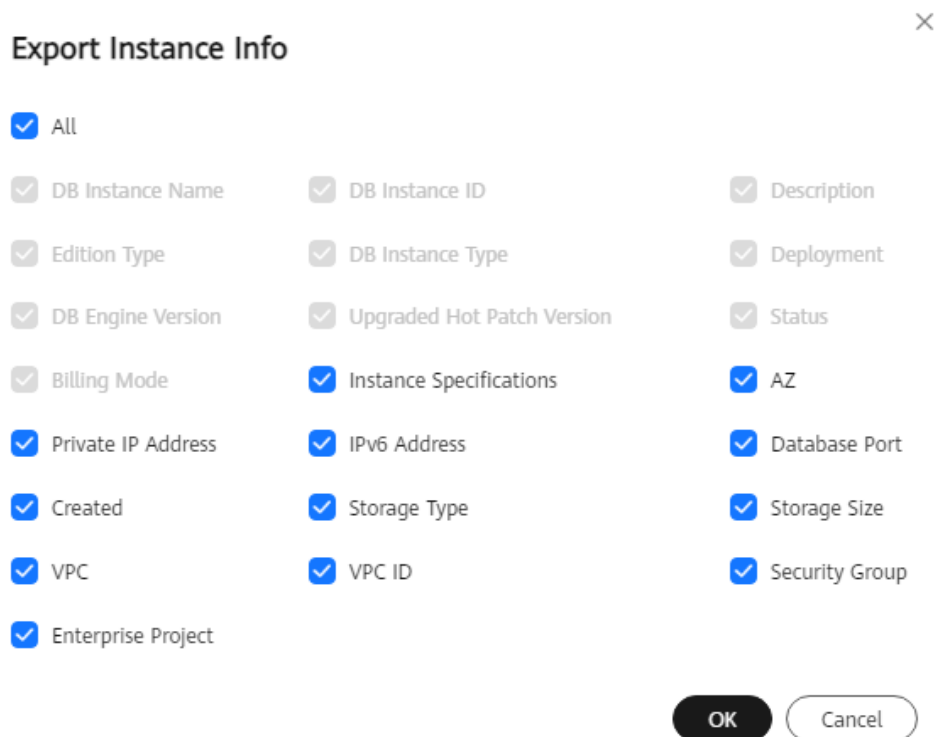 Export Instance Info
All
DB Instance Name DB Instance ID Description
Edition Type DB Instance Type Deployment
DB Engine Version Upgraded Hot Patch Version Status
Billing Mode Instance Specifications AZ
Private IP Address IPv6 Address Database Port
Created Storage Type Storage Size
VPC VPC ID Security Group
Enterprise Project
OK Cancel